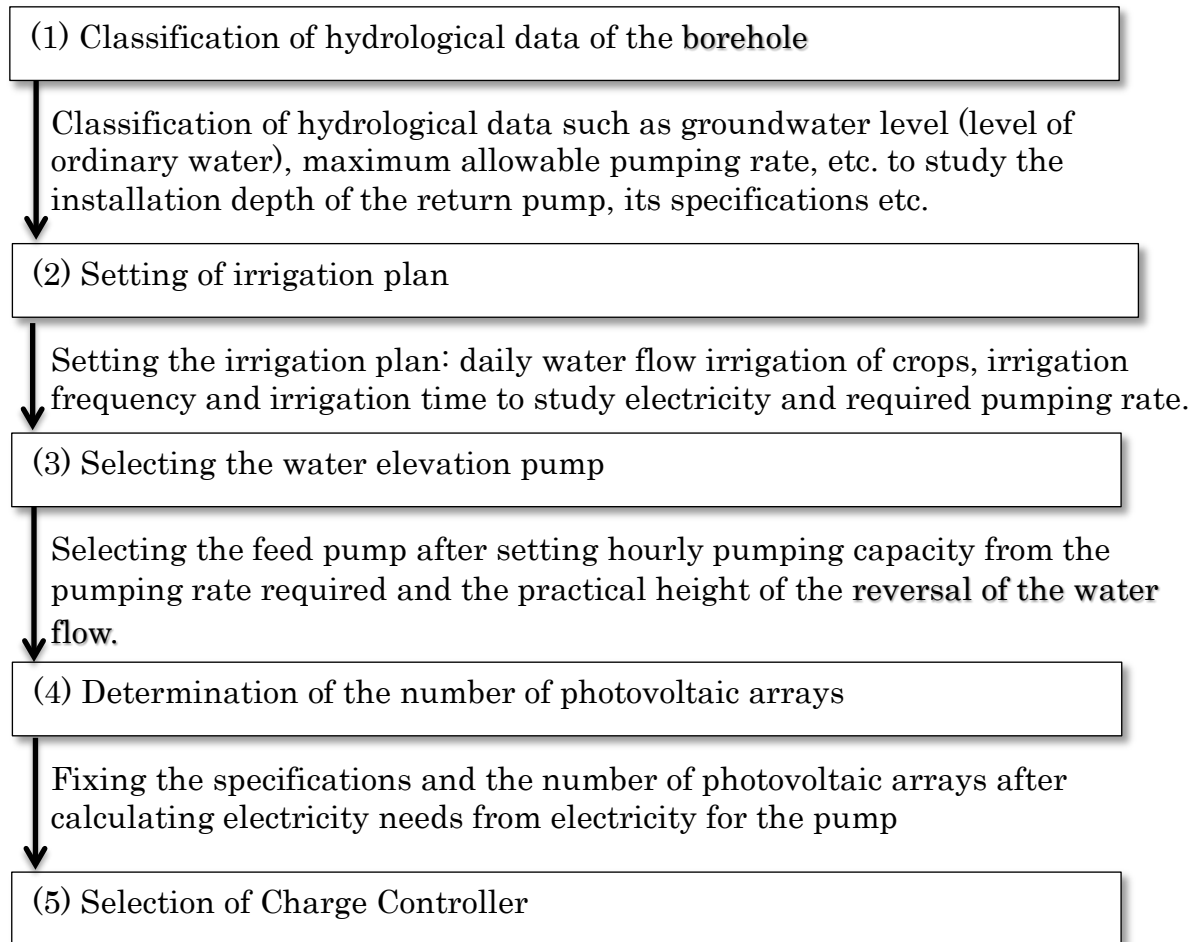 (1) Classification of hydrological data of the borehole
Classification of hydrological data such as groundwater level (level of
ordinary water), maximum allowable pumping rate, etc. to study the
installation depth of the return pump, its specifications etc.
(2) Setting of irrigation plan
Setting the irrigation plan: daily water flow irrigation of crops, irrigation
frequency and irrigation time to study electricity and required pumping rate.
(3) Selecting the water elevation pump
Selecting the feed pump after setting hourly pumping capacity from the
pumping rate required and the practical height of the reversal of the water
flow.
(4) Determination of the number of photovoltaic arrays
Fixing the specifications and the number of photovoltaic arrays after
calculating electricity needs from electricity for the pump
(5) Selection of Charge Controller